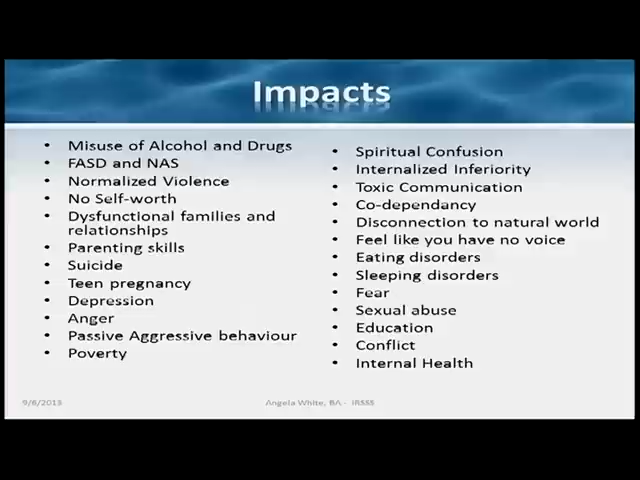 Impacts
• Misuse of Alcohol and Drugs
• FASD and NAS
• Normalized Violence
• No Self-worth
• Dysfunctional families and
relationships
• Parenting skills
• Suicide
• Teen pregnancy
• Depression
• Anger
• Passive Aggressive behaviour
• Poverty
• Spiritual Confusion
• Internalized Inferiority
• Toxic Communication
• Co-dependancy
• Disconnection to natural world
• Feel like you have no voice
• Eating disorders
• Sleeping disorders
• Fear
• Sexual abuse
• Education
• Conflict
• Internal Health
9/6/2013
Angela White, BA - IRSSS